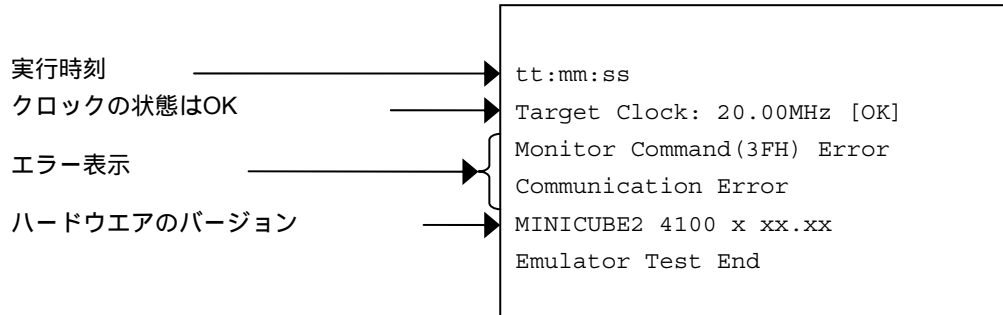 実行時刻
tt:mm:ss
クロックの状態はOK
Target Clock: 20.00MHz [OK]
エラー表示
Monitor Command(3FH) Error
Communication Error
ハードウエアのバージョン
MINICUBE2 4100 x xx.xx
Emulator Test End